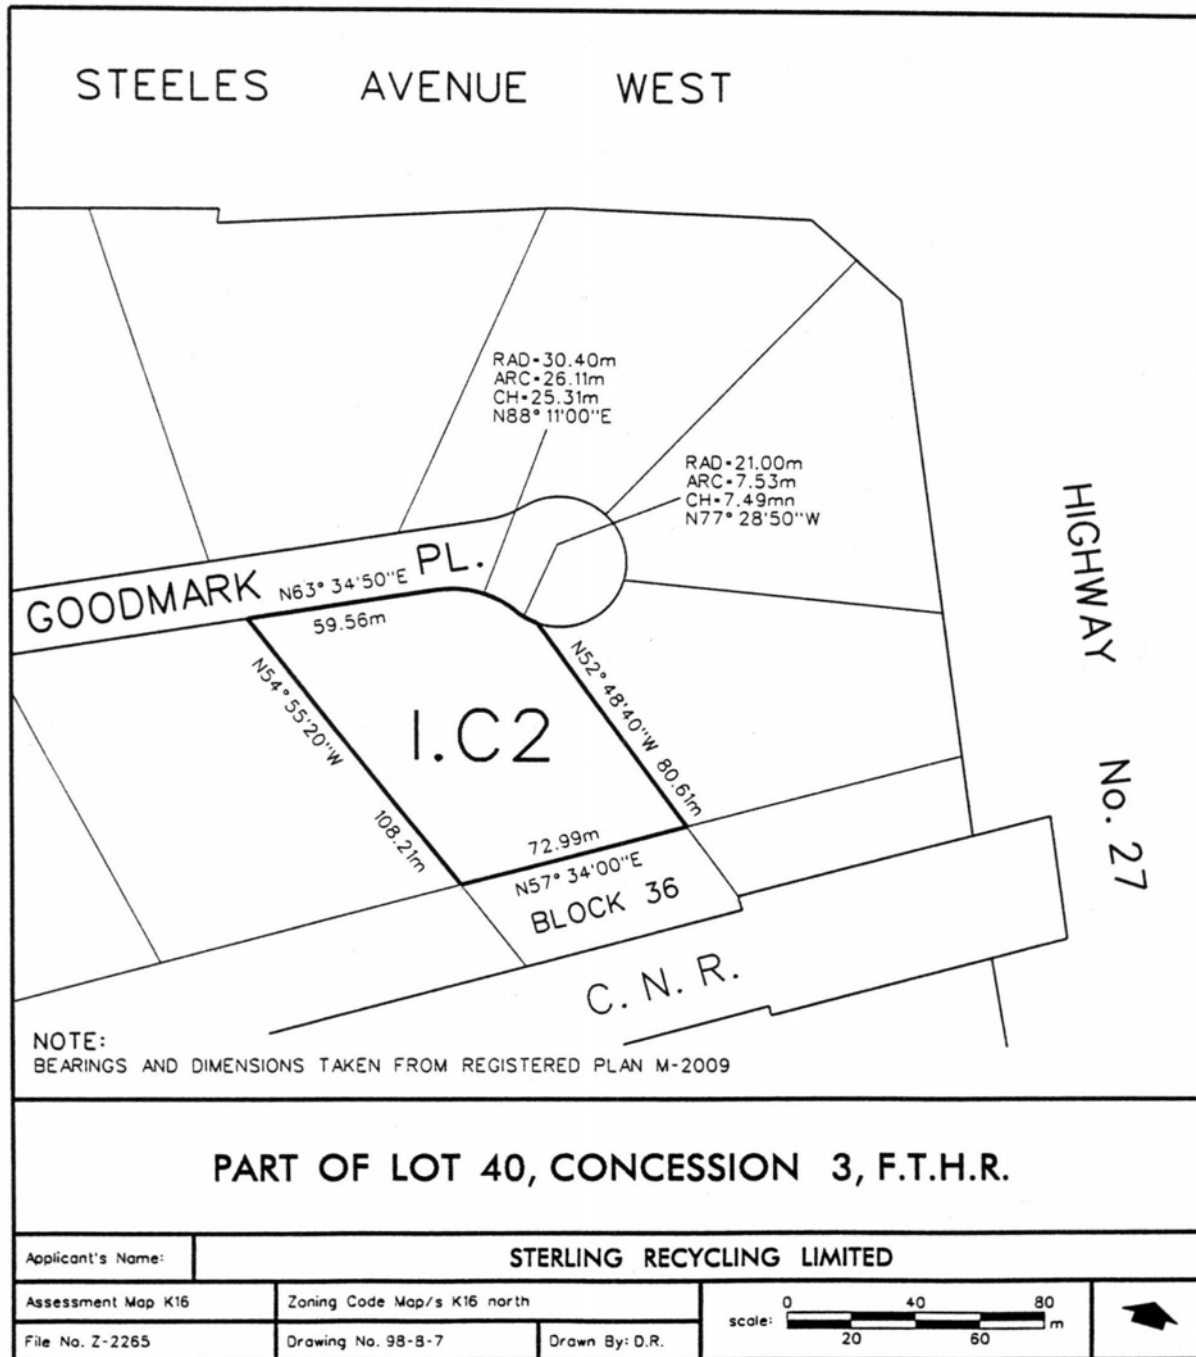 STEELES AVENUE WEST
RAD=30.40m
ARC=26.11m
CH=25.31m
N88° 11'00"E
RAD=21.00m
ARC=7.53m
CH=7.49mn
N77° 28'50"W
HIGHWAY No. 27
GOODMARK PL.
N63° 34'50"E
59.56m
N54° 55'20"W
108.21m
I.C2
N52° 48'40"W 80.61m
72.99m
N57° 34'00"E
BLOCK 36
C. N. R.
NOTE:
BEARINGS AND DIMENSIONS TAKEN FROM REGISTERED PLAN M-2009
PART OF LOT 40, CONCESSION 3, F.T.H.R.
Applicant's Name: STERLING RECYCLING LIMITED
Assessment Map K16 Zoning Code Map/s K16 north
File No. Z-2265 Drawing No. 98-B-7 Drawn By: D.R.
scale: 0 40 80 m
20 60